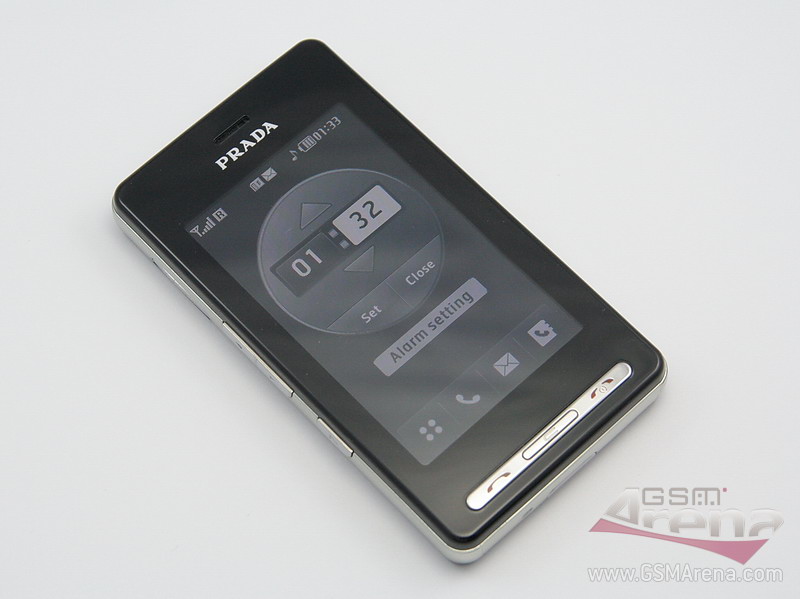 PRADA
01:33
01:32
Set Close
Alarm setting
GSM
Arena
www.GSMArena.com